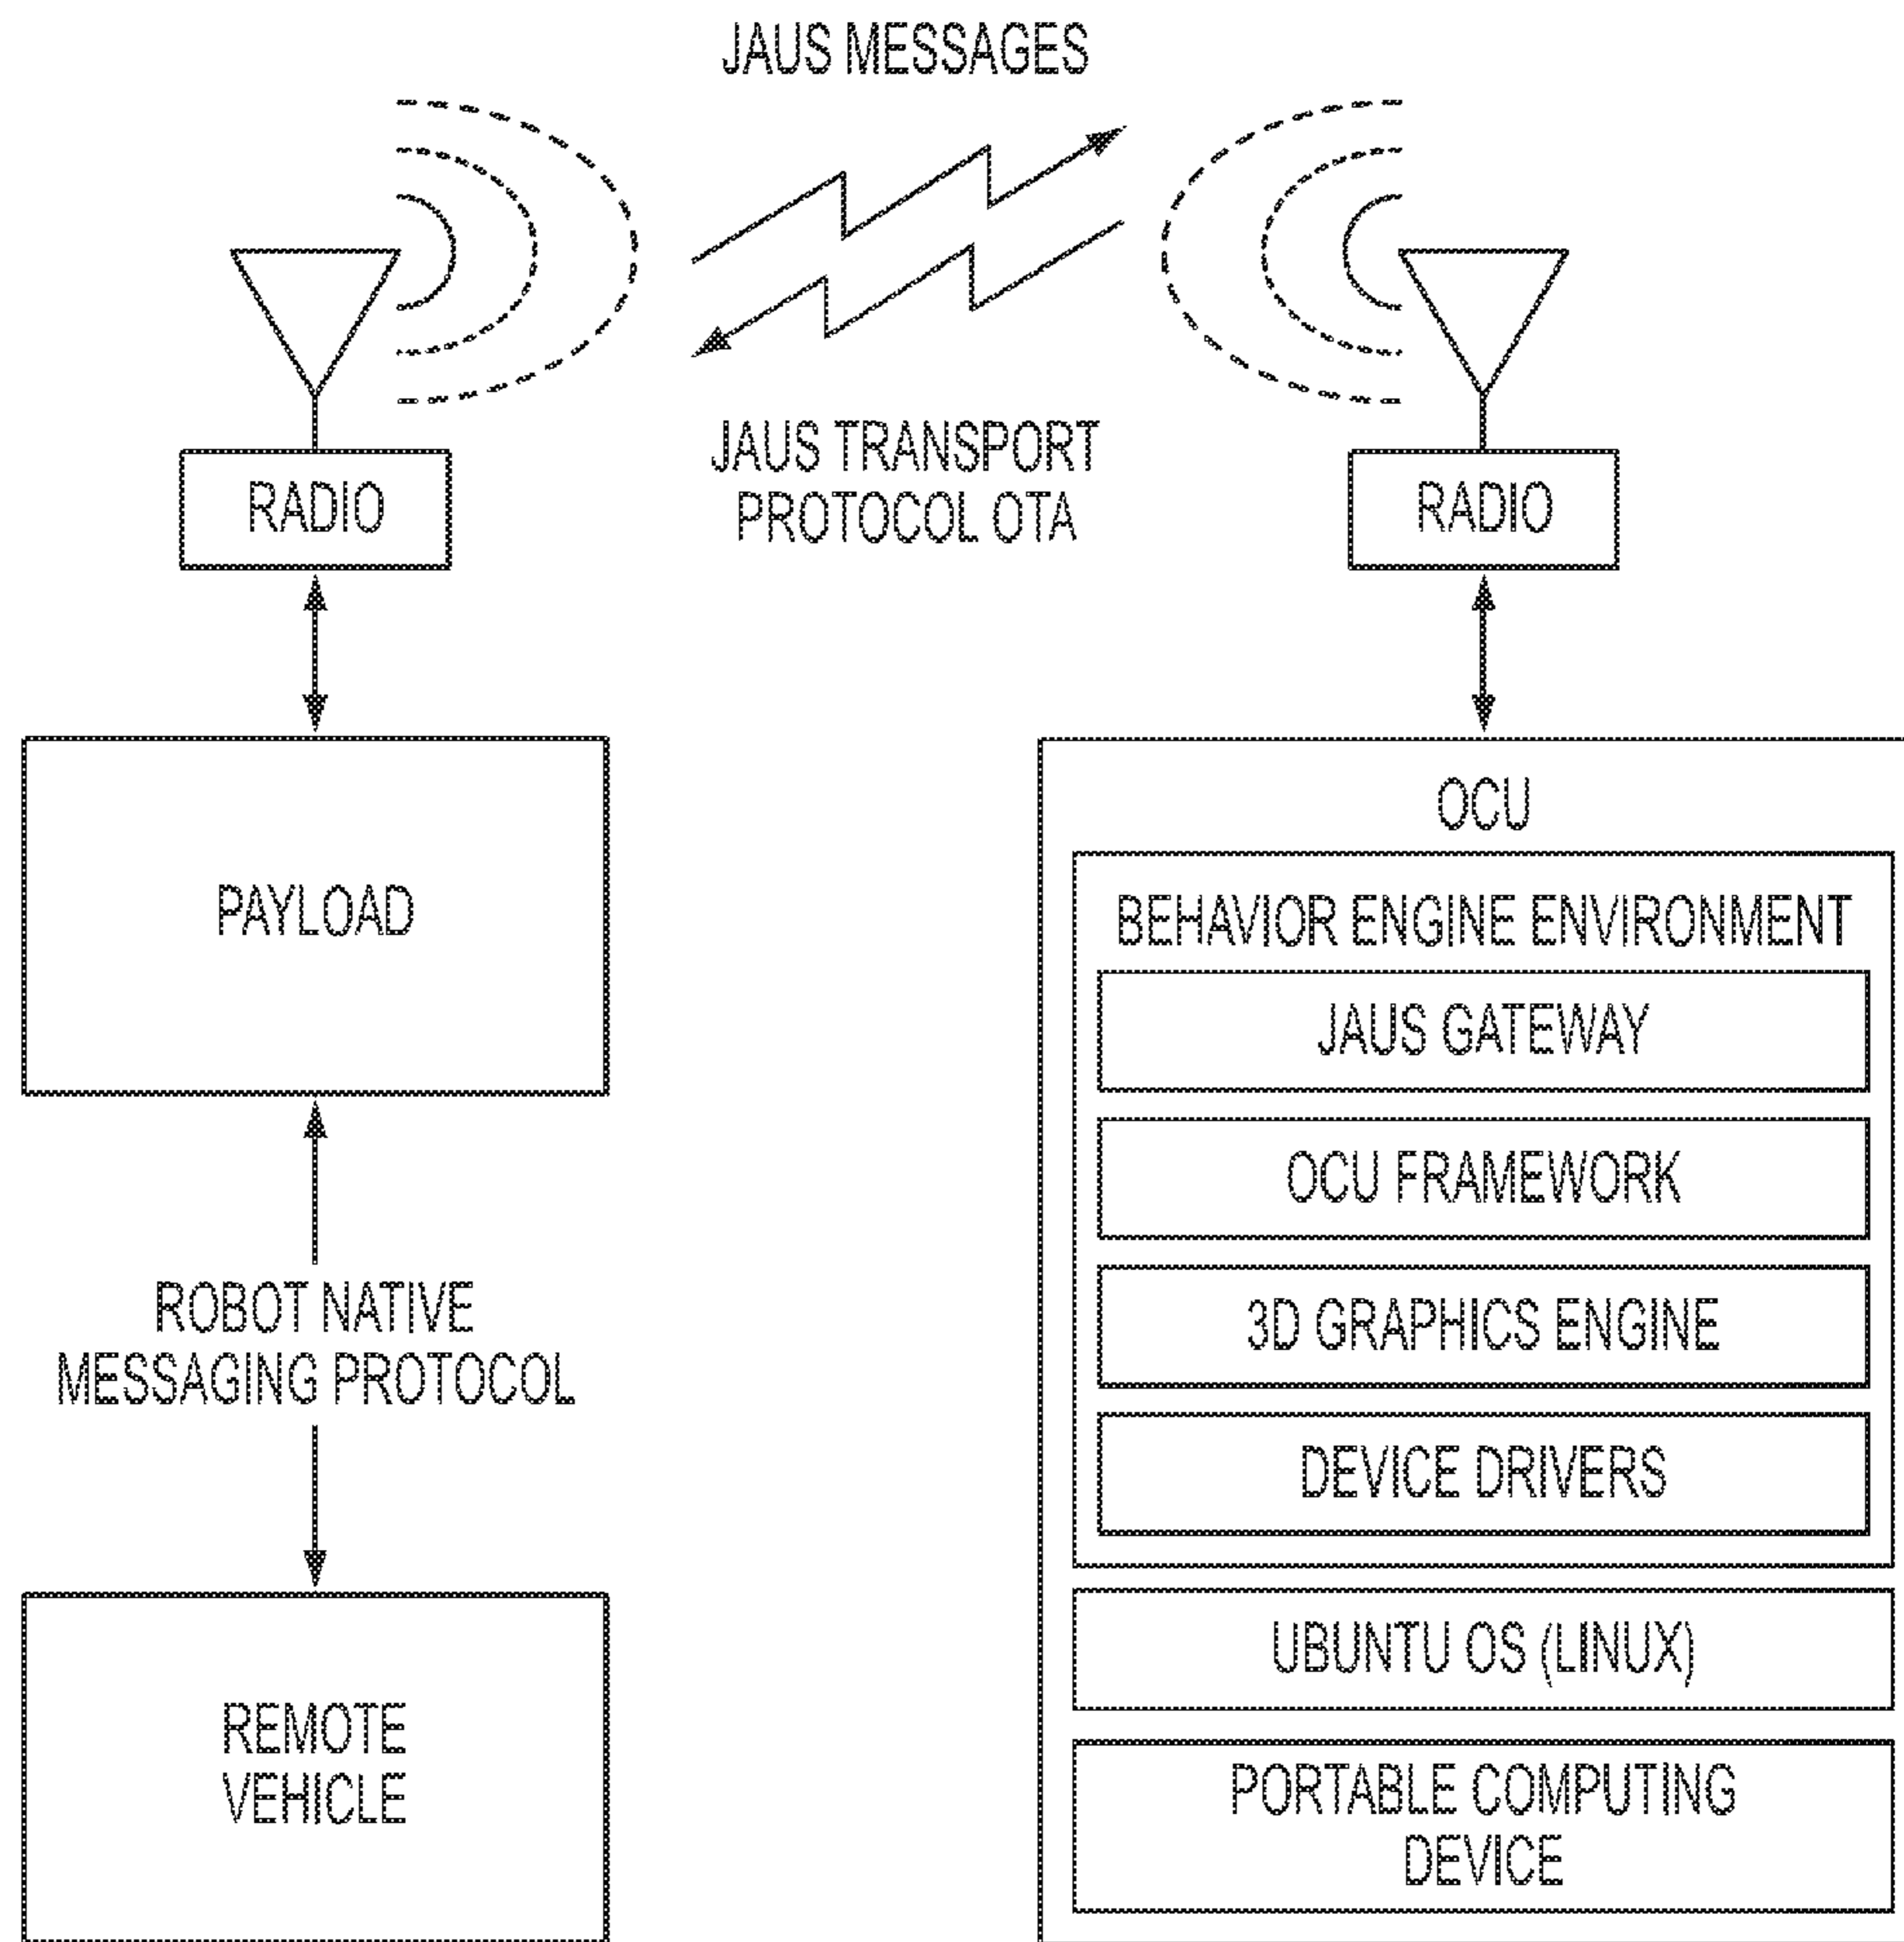 JAUS MESSAGES
JAUS TRANSPORT
PROTOCOL OTA
RADIO
RADIO
PAYLOAD
ROBOT NATIVE
MESSAGING PROTOCOL
REMOTE
VEHICLE
OCU
BEHAVIOR ENGINE ENVIRONMENT
JAUS GATEWAY
OCU FRAMEWORK
3D GRAPHICS ENGINE
DEVICE DRIVERS
UBUNTU OS (LINUX)
PORTABLE COMPUTING
DEVICE